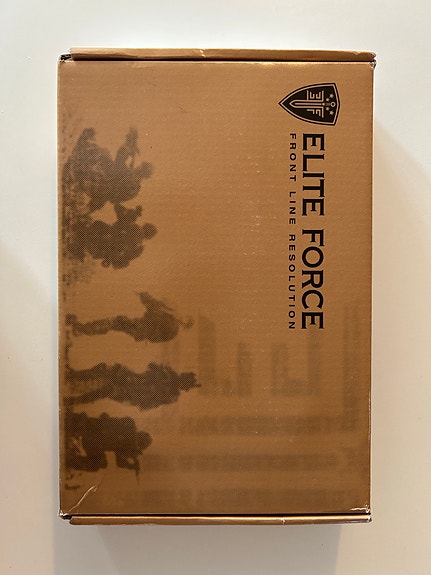 ELITE FORCE
FRONT LINE RESOLUTION